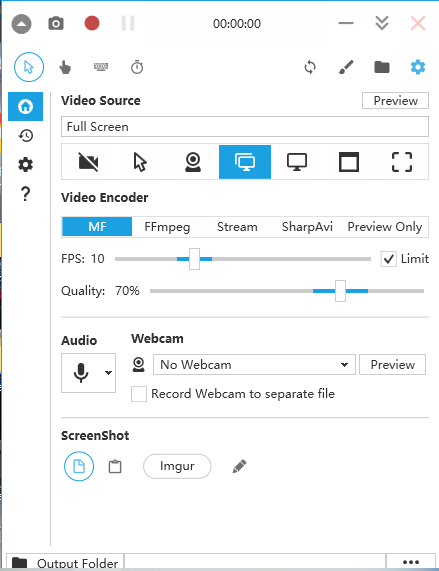 00:00:00
Video Source
Preview
Full Screen
Video Encoder
MF FFmpeg Stream SharpAvi Preview Only
FPS: 10
Limit
Quality: 70%
Audio
Webcam
No Webcam
Preview
Record Webcam to separate file
ScreenShot
Imgur
Output Folder
...